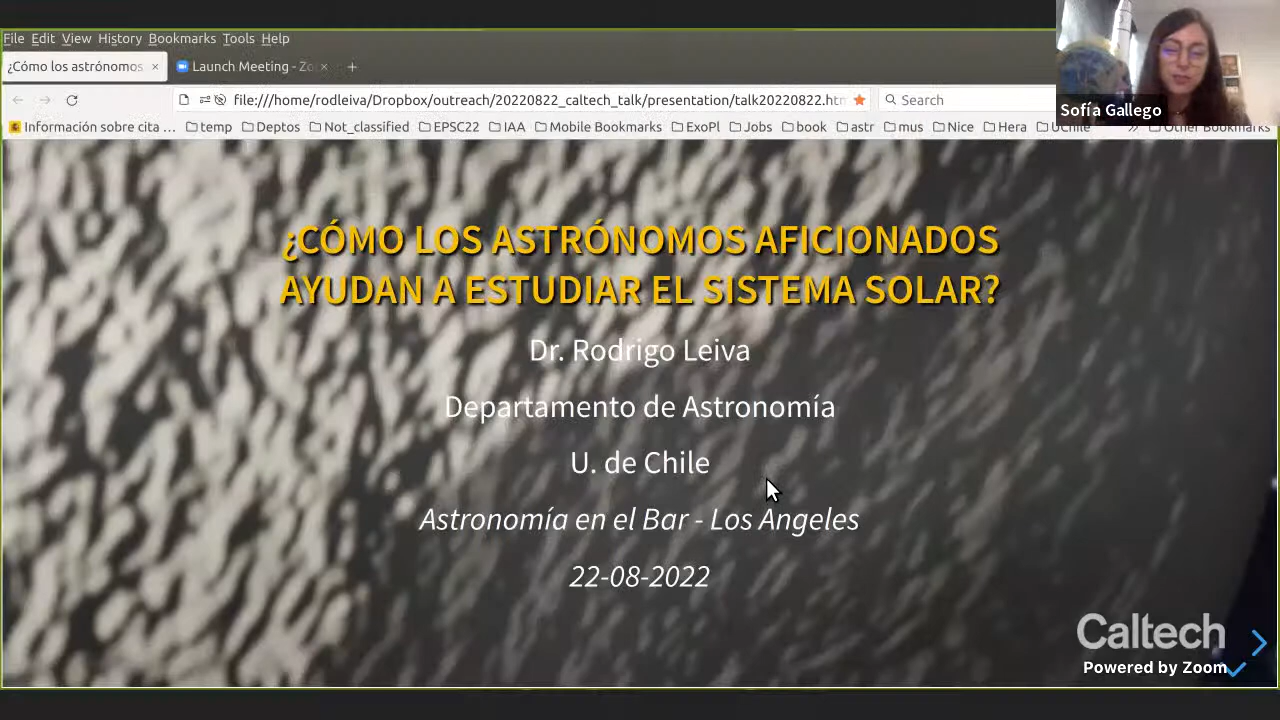 File Edit View History Bookmarks Tools Help
¿Cómo los astrónomos
Launch Meeting - Zo
file:///home/rodleiva/Dropbox/outreach/20220822_caltech_talk/presentation/talk20220822.htm
Search
Información sobre cita ... temp Deptos Not_classified EPSC22 IAA Mobile Bookmarks ExoPl Jobs book astr mus Nice Hera UChile Other Bookmarks
Sofía Gallego
¿CÓMO LOS ASTRÓNOMOS AFICIONADOS
AYUDAN A ESTUDIAR EL SISTEMA SOLAR?
Dr. Rodrigo Leiva
Departamento de Astronomía
U. de Chile
Astronomía en el Bar - Los Angeles
22-08-2022
Caltech
Powered by Zoom